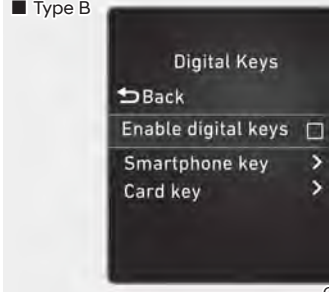 ■ Type B
Digital Keys
⮌Back
Enable digital keys □
Smartphone key >
Card key >